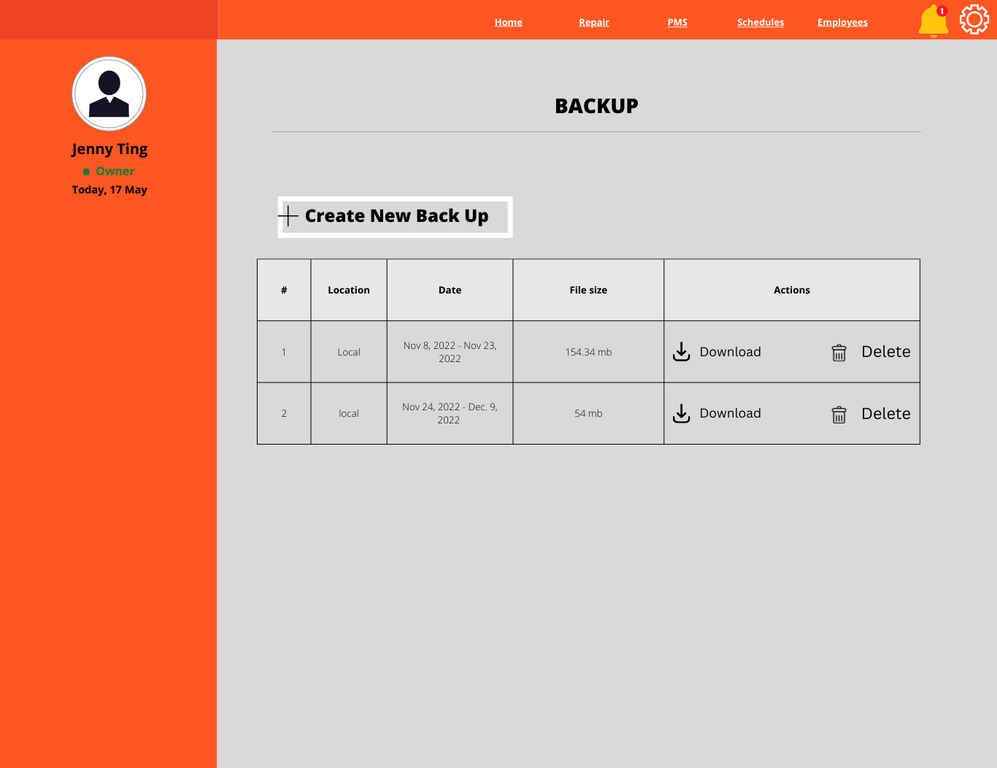 Home Repair PMS Schedules Employees 1
Jenny Ting
Owner
Today, 17 May
BACKUP
Create New Back Up
# Location Date File size Actions
1 Local Nov 8, 2022 - Nov 23, 154.34 mb Download Delete
2022
2 local Nov 24, 2022 - Dec. 9, 54 mb Download Delete
2022